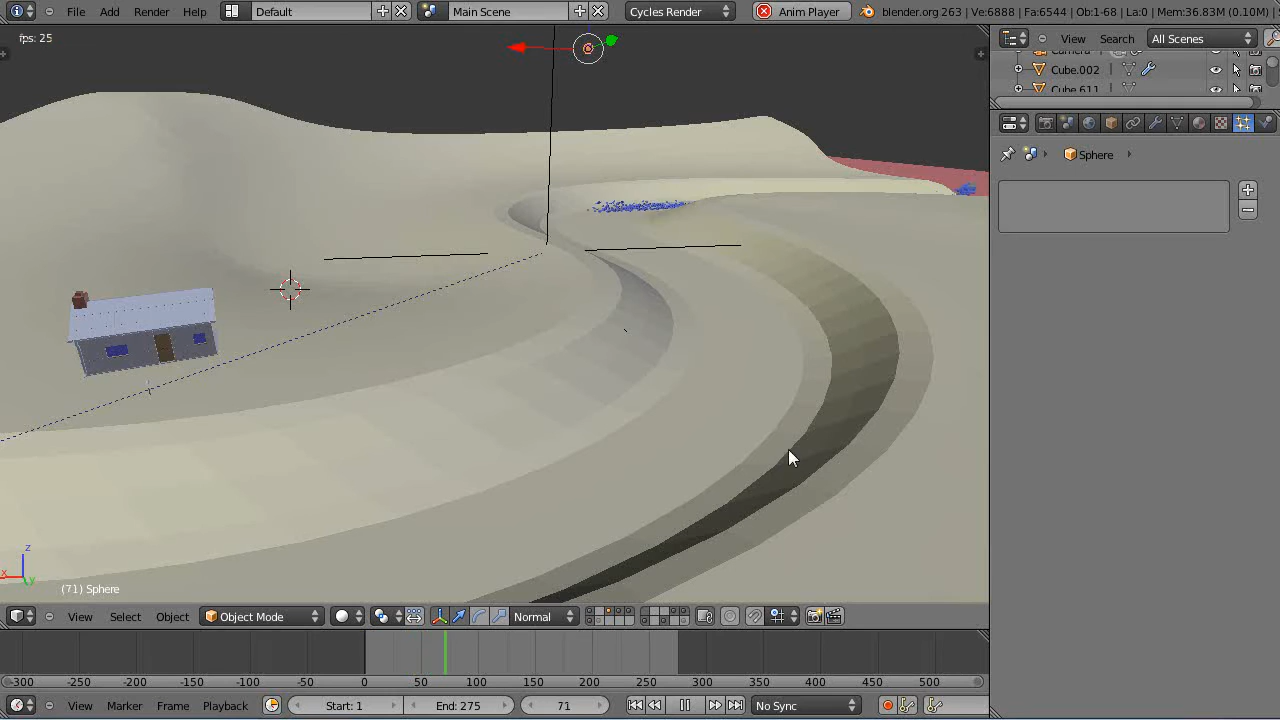 File Add Render Help Default Main Scene Cycles Render Anim Player blender.org 263 | Ve:6888 | Fa:6544 | Ob:1-68 | La:0 | Mem:36.83M (0.10M) |
fps: 25
View Search All Scenes
Camera
Cube.002
Cube.611
Sphere
z
x
y
(71) Sphere
View Select Object Object Mode Normal
-300 -250 -200 -150 -100 -50 0 50 100 150 200 250 300 350 400 450 500
View Marker Frame Playback Start: 1 End: 275 71 No Sync